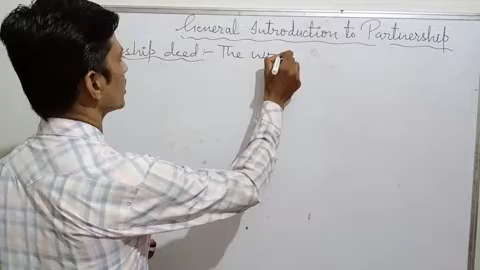 General Introduction to Partnership
ship deed :- The w